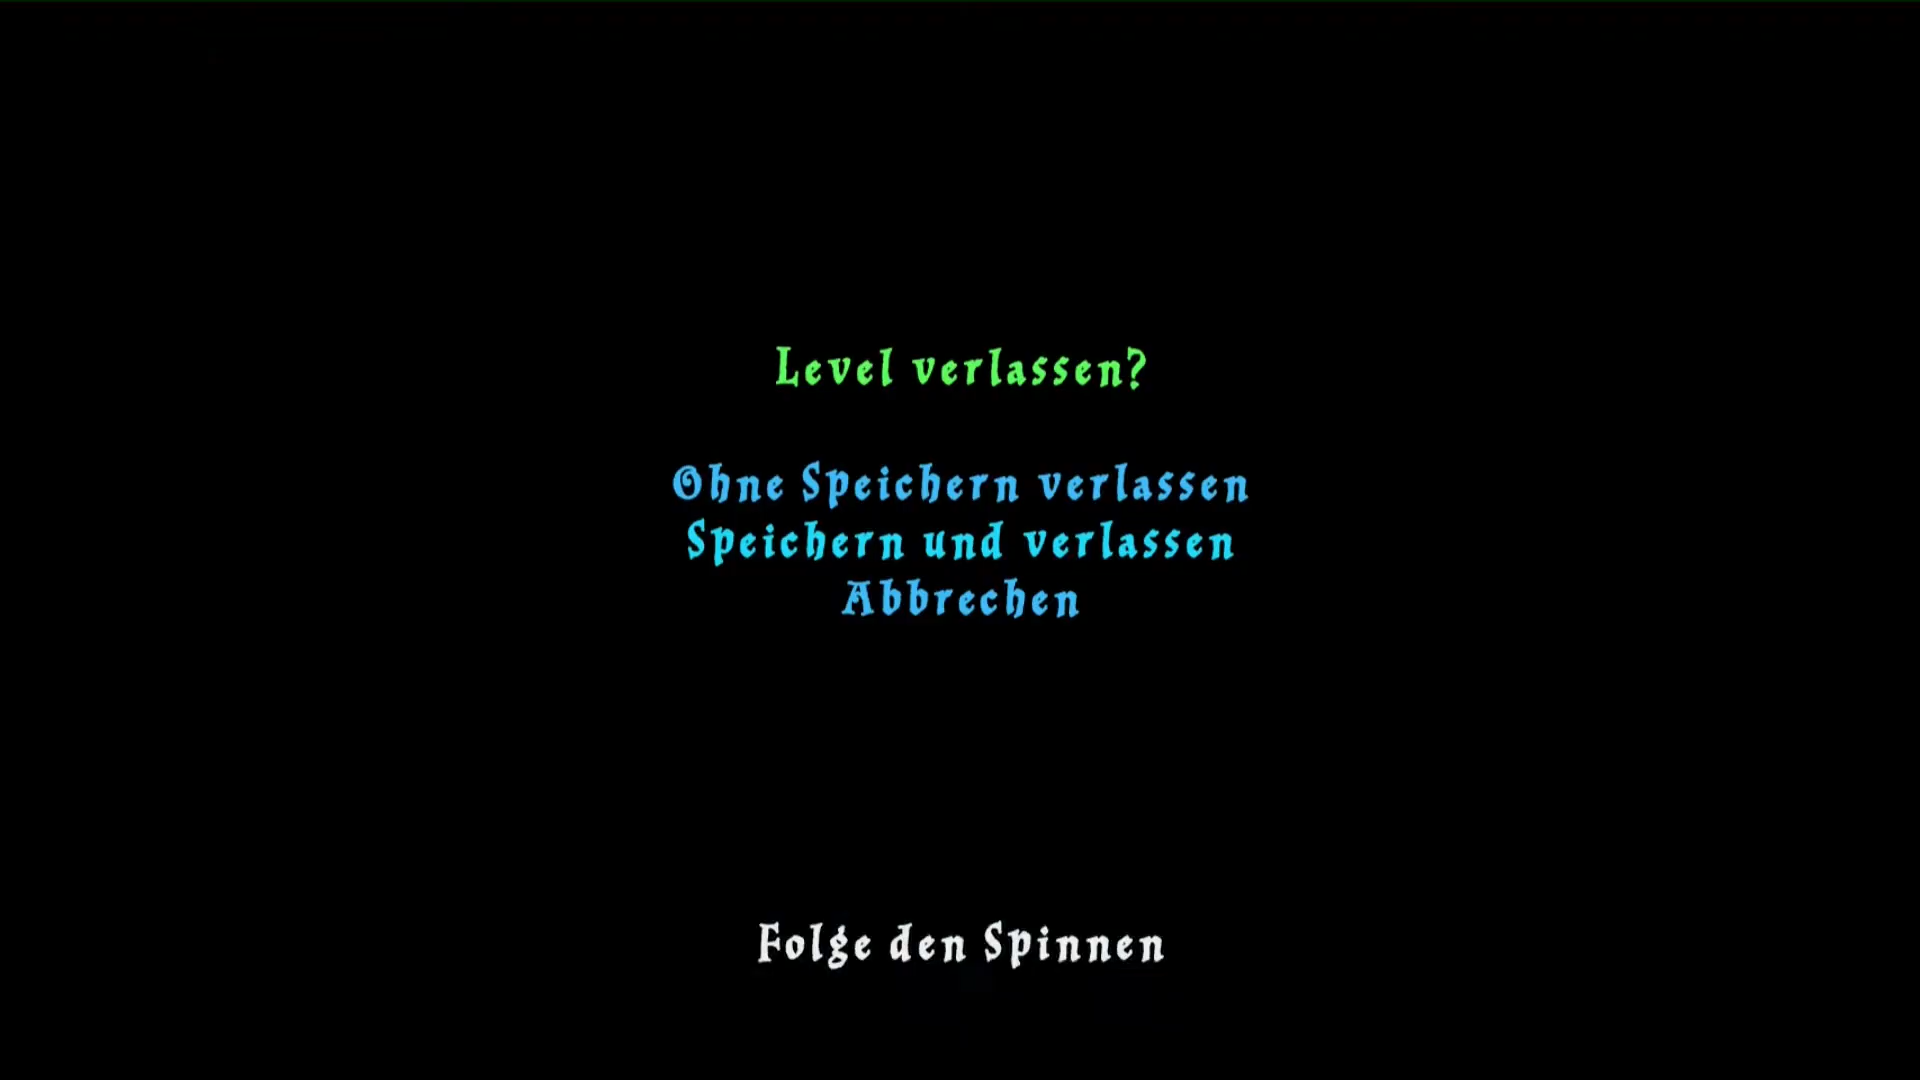 Level verlassen?
Ohne Speichern verlassen
Speichern und verlassen
Abbrechen
Folge den Spinnen